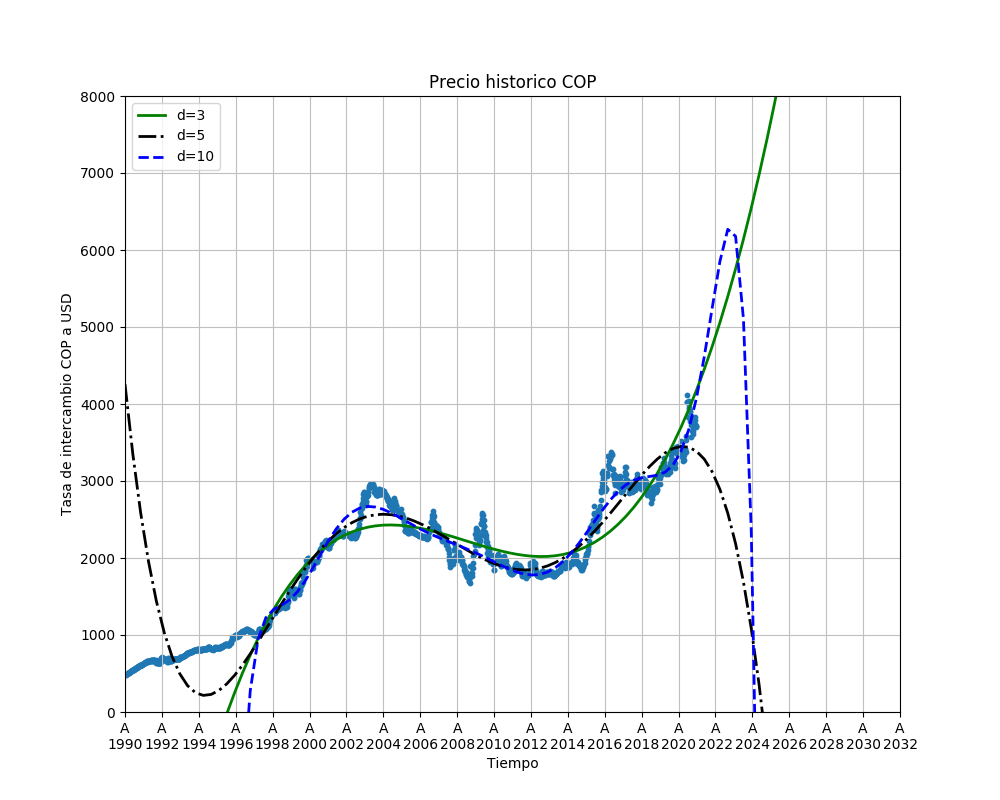 Precio historico COP
d=3
d=5
d=10
8000
7000
6000
5000
4000
3000
2000
1000
0
Tasa de intercambio COP a USD
A A A A A A A A A A A A A A A A A A A A A A
1990 1992 1994 1996 1998 2000 2002 2004 2006 2008 2010 2012 2014 2016 2018 2020 2022 2024 2026 2028 2030 2032
Tiempo